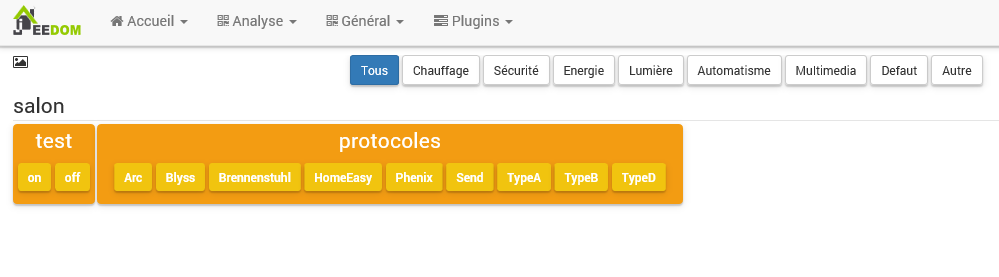 JEEDOM Accueil Analyse Général Plugins
Tous Chauffage Sécurité Energie Lumière Automatisme Multimedia Defaut Autre
salon
test protocoles
on off Arc Blyss Brennenstuhl HomeEasy Phenix Send TypeA TypeB TypeD